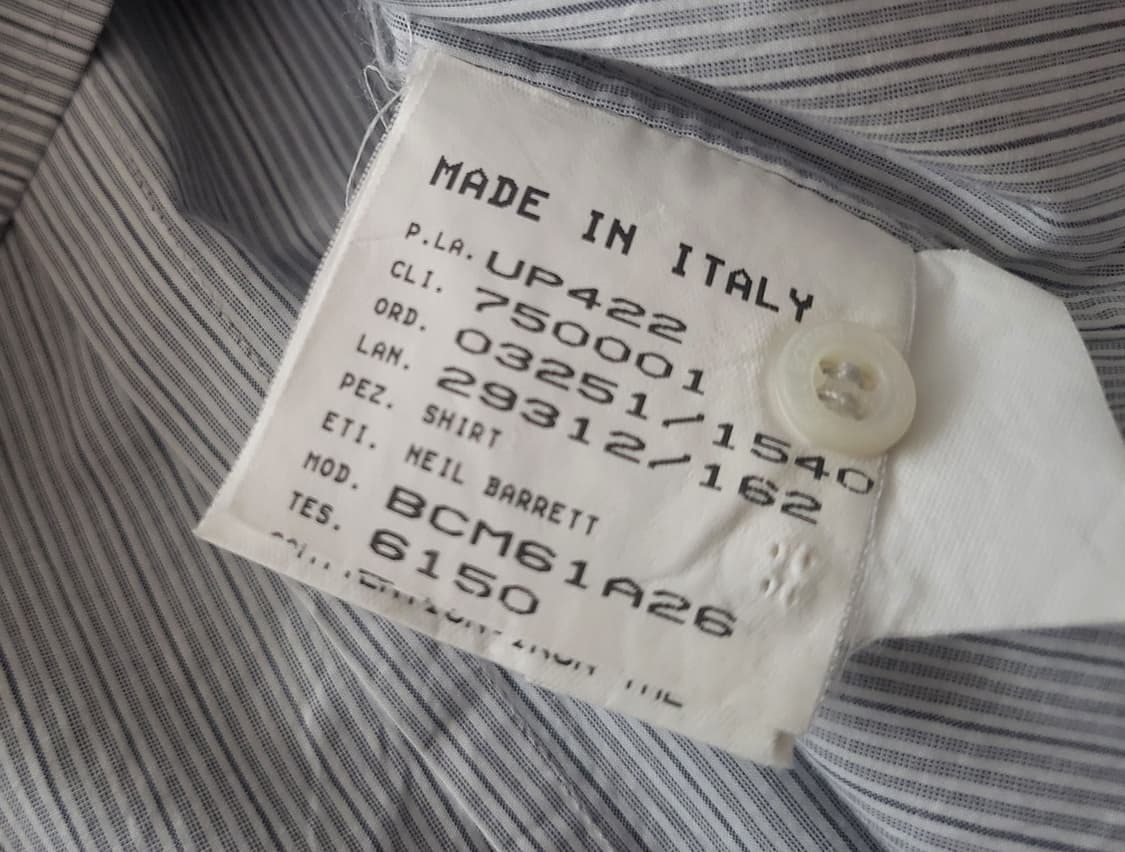 MADE IN ITALY
P.LA. UP422
CLI. 750001
ORD. 03251/1540
LAN. 29312/162
PEZ. SHIRT
ETI. NEIL BARRETT
MOD. BCM61A26
TES. 6150
THE